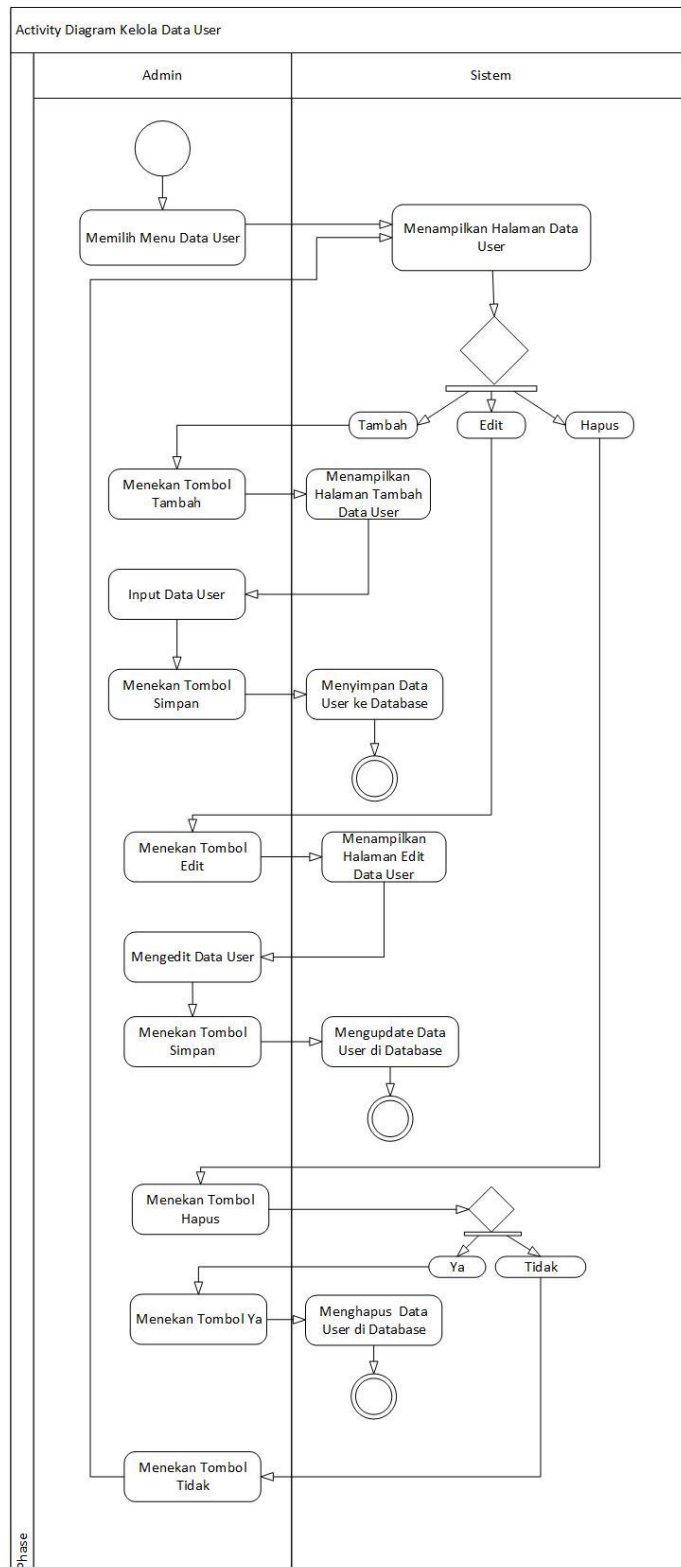 Activity Diagram Kelola Data User
Admin
Sistem
Memilih Menu Data User
Menampilkan Halaman Data
User
Tambah
Edit
Hapus
Menekan Tombol
Tambah
Menampilkan
Halaman Tambah
Data User
Input Data User
Menekan Tombol
Simpan
Menyimpan Data
User ke Database
Menekan Tombol
Edit
Menampilkan
Halaman Edit
Data User
Mengedit Data User
Menekan Tombol
Simpan
Mengupdate Data
User di Database
Menekan Tombol
Hapus
Ya
Tidak
Menekan Tombol Ya
Menghapus  Data
User di Database
Menekan Tombol
Tidak
Phase